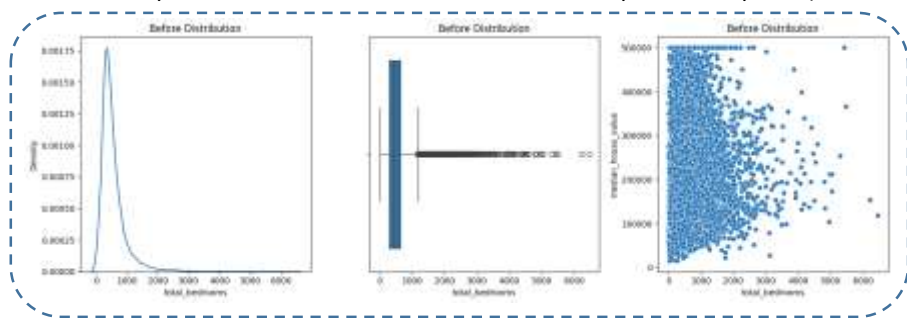 Before Distribution
Density
0.00175
0.00150
0.00125
0.00100
0.00075
0.00050
0.00025
0.00000
0 1000 2000 3000 4000 5000 6000
total_bedrooms
Before Distribution
0 1000 2000 3000 4000 5000 6000
total_bedrooms
Before Distribution
median_house_value
500000
400000
300000
200000
100000
0
0 1000 2000 3000 4000 5000 6000
total_bedrooms